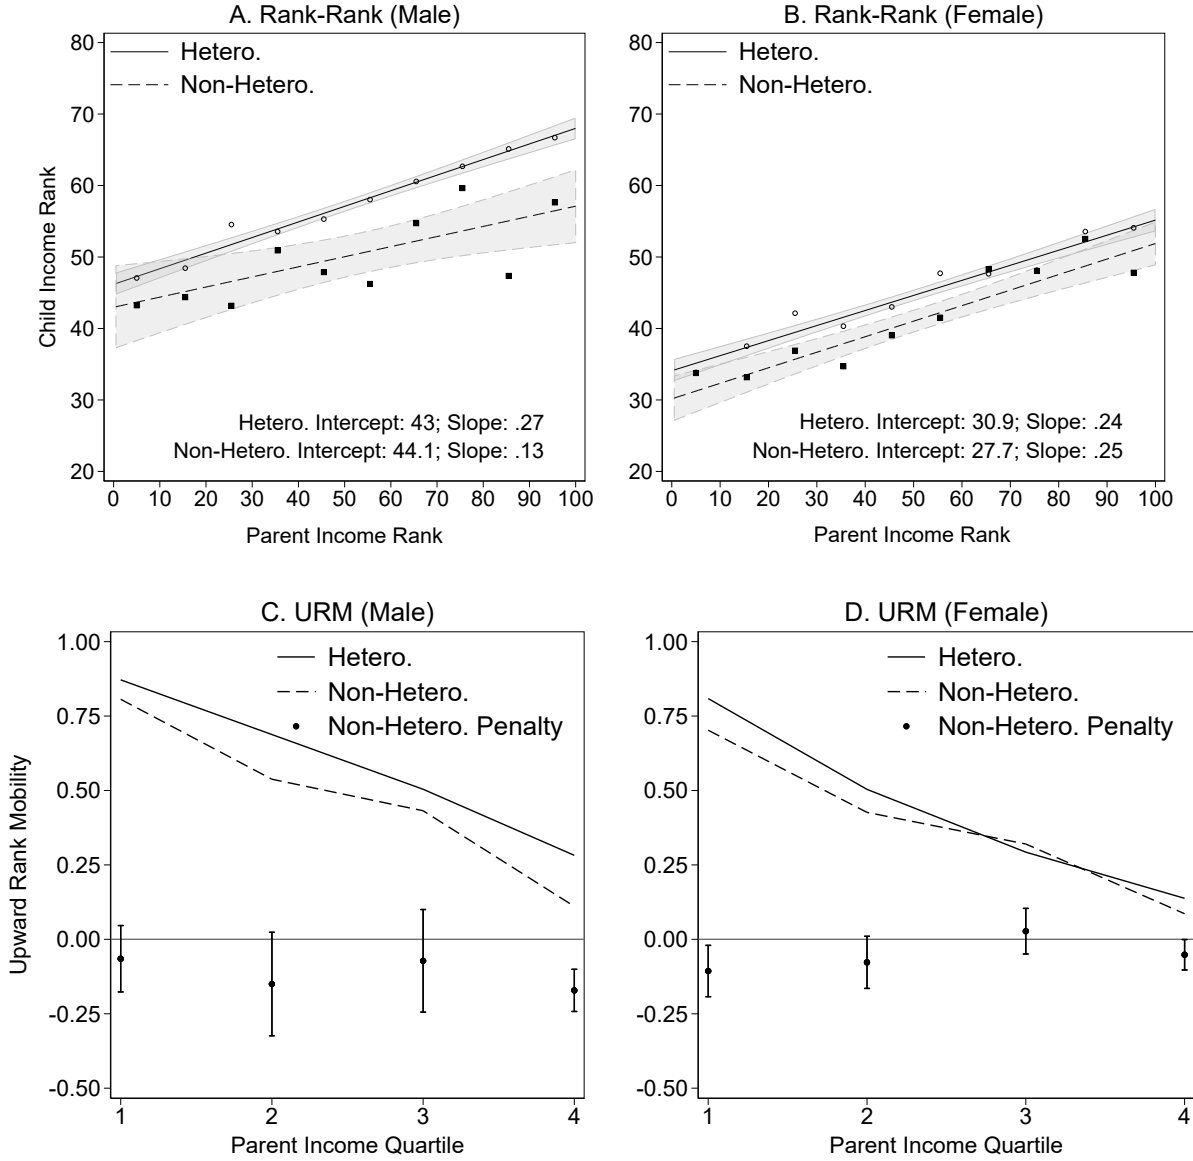 A. Rank-Rank (Male)
Hetero.
Non-Hetero.
80
70
60
50
40
30
20
Child Income Rank
Hetero. Intercept: 43; Slope: .27
Non-Hetero. Intercept: 44.1; Slope: .13
0 10 20 30 40 50 60 70 80 90 100
Parent Income Rank
B. Rank-Rank (Female)
Hetero.
Non-Hetero.
80
70
60
50
40
30
20
Hetero. Intercept: 30.9; Slope: .24
Non-Hetero. Intercept: 27.7; Slope: .25
0 10 20 30 40 50 60 70 80 90 100
Parent Income Rank
C. URM (Male)
Hetero.
Non-Hetero.
Non-Hetero. Penalty
1.00
0.75
0.50
0.25
0.00
-0.25
-0.50
Upward Rank Mobility
1 2 3 4
Parent Income Quartile
D. URM (Female)
Hetero.
Non-Hetero.
Non-Hetero. Penalty
1.00
0.75
0.50
0.25
0.00
-0.25
-0.50
1 2 3 4
Parent Income Quartile